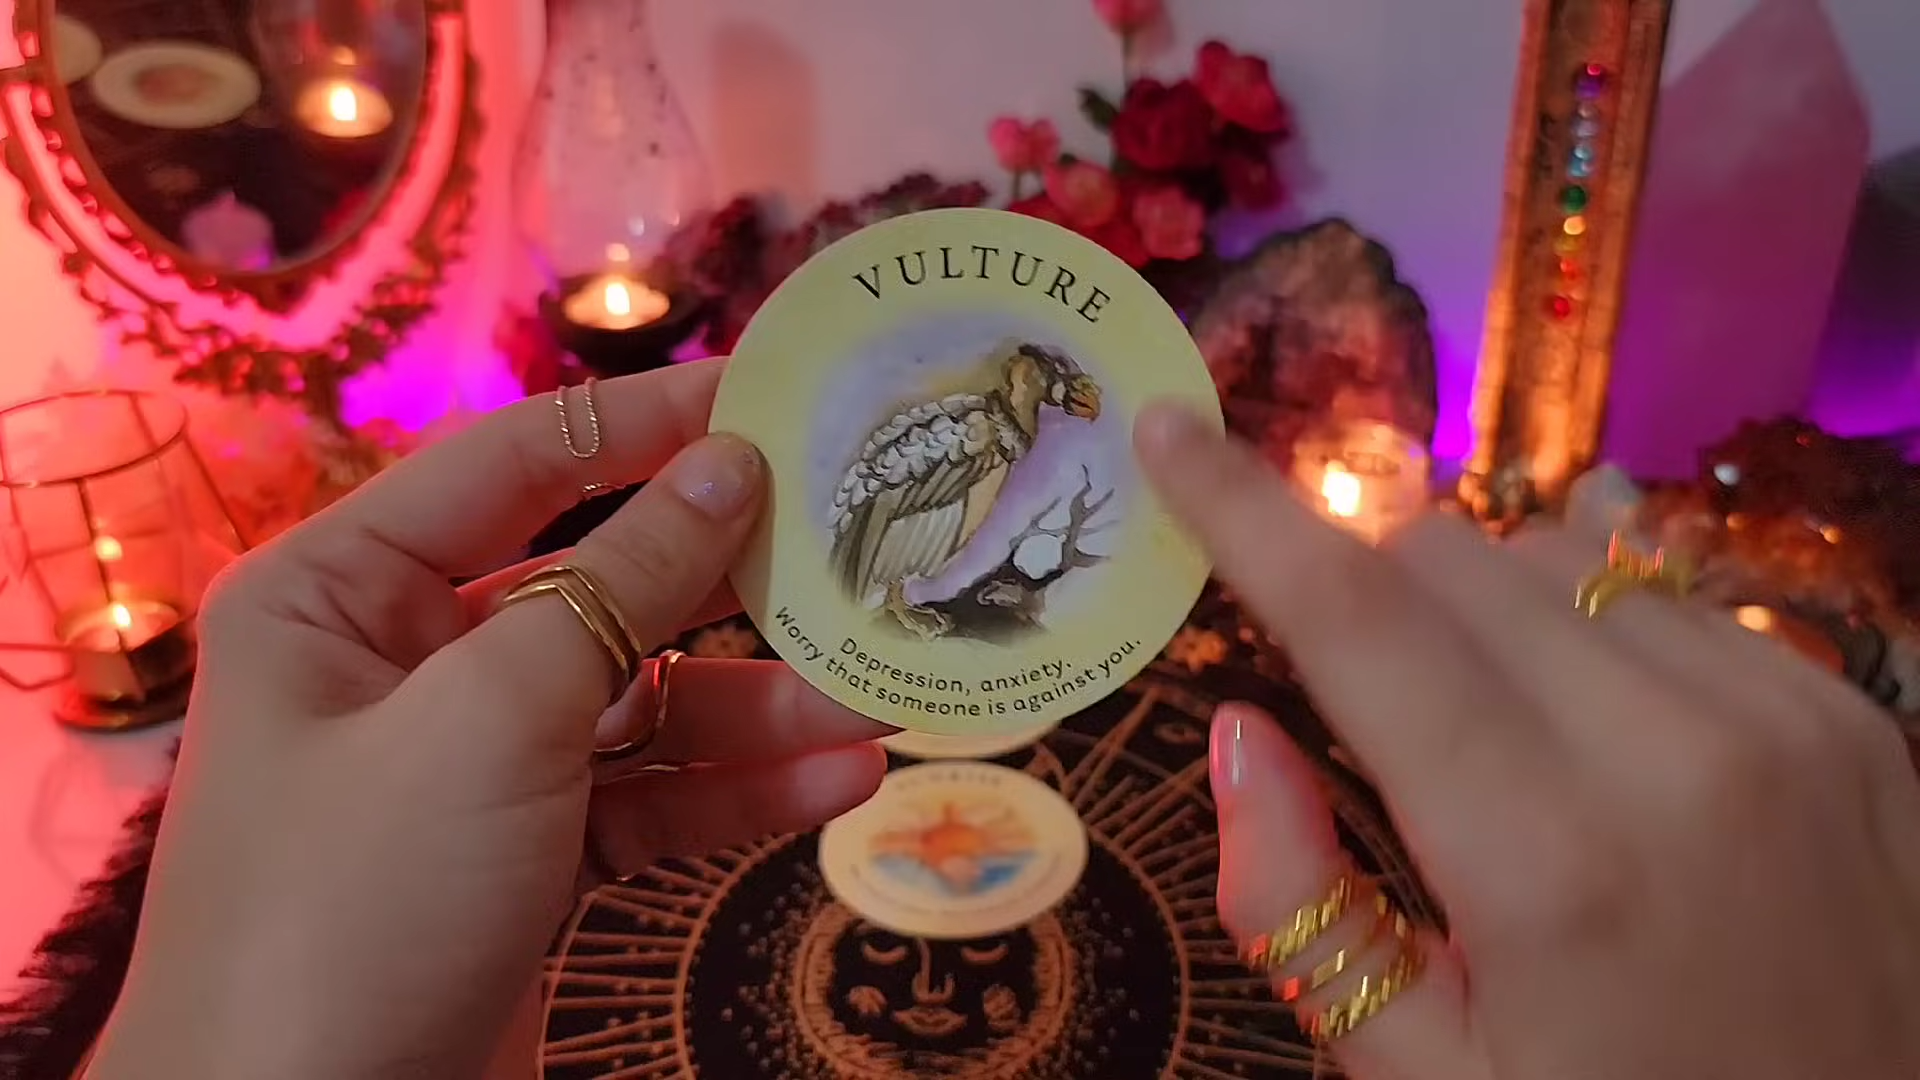 VULTURE
Depression, anxiety.
Worry that someone is against you.